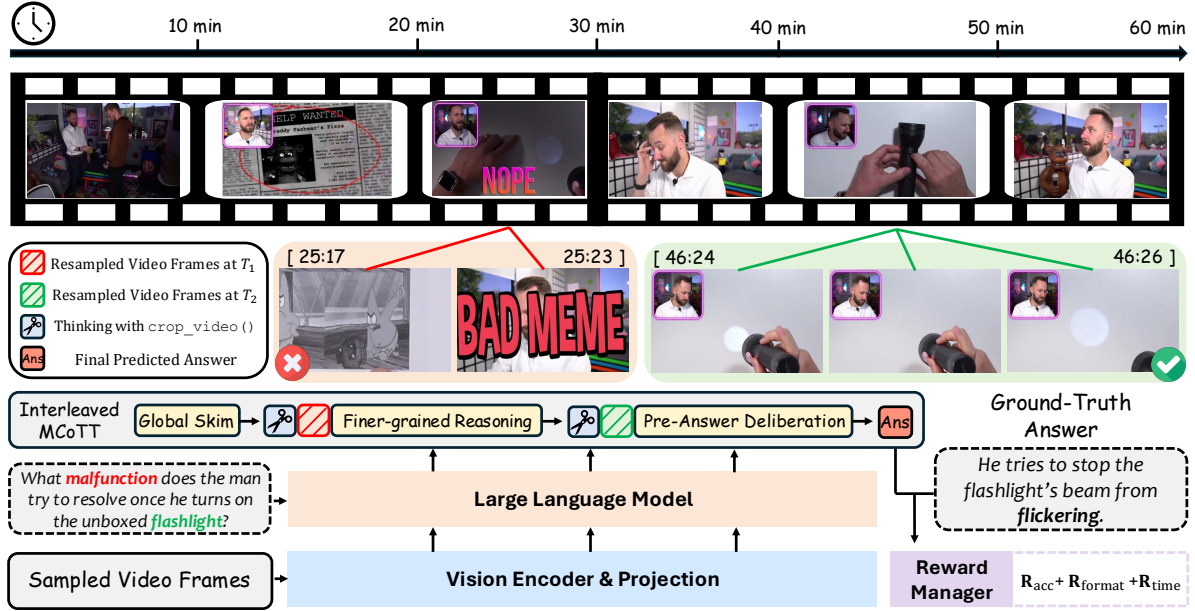 10 min
20 min
30 min
40 min
50 min
60 min
HELP WANTED
Freddy Fazbear's Pizza
NOPE
Resampled Video Frames at T1
Resampled Video Frames at T2
Thinking with crop_video()
Ans
Final Predicted Answer
[ 25:17
25:23 ]
BAD MEME
[ 46:24
46:26 ]
Interleaved
MCoTT
Global Skim
Finer-grained Reasoning
Pre-Answer Deliberation
Ans
Ground-Truth
Answer
What malfunction does the man
try to resolve once he turns on
the unboxed flashlight?
Large Language Model
He tries to stop the
flashlight's beam from
flickering.
Sampled Video Frames
Vision Encoder & Projection
Reward
Manager
Racc+ Rformat +Rtime